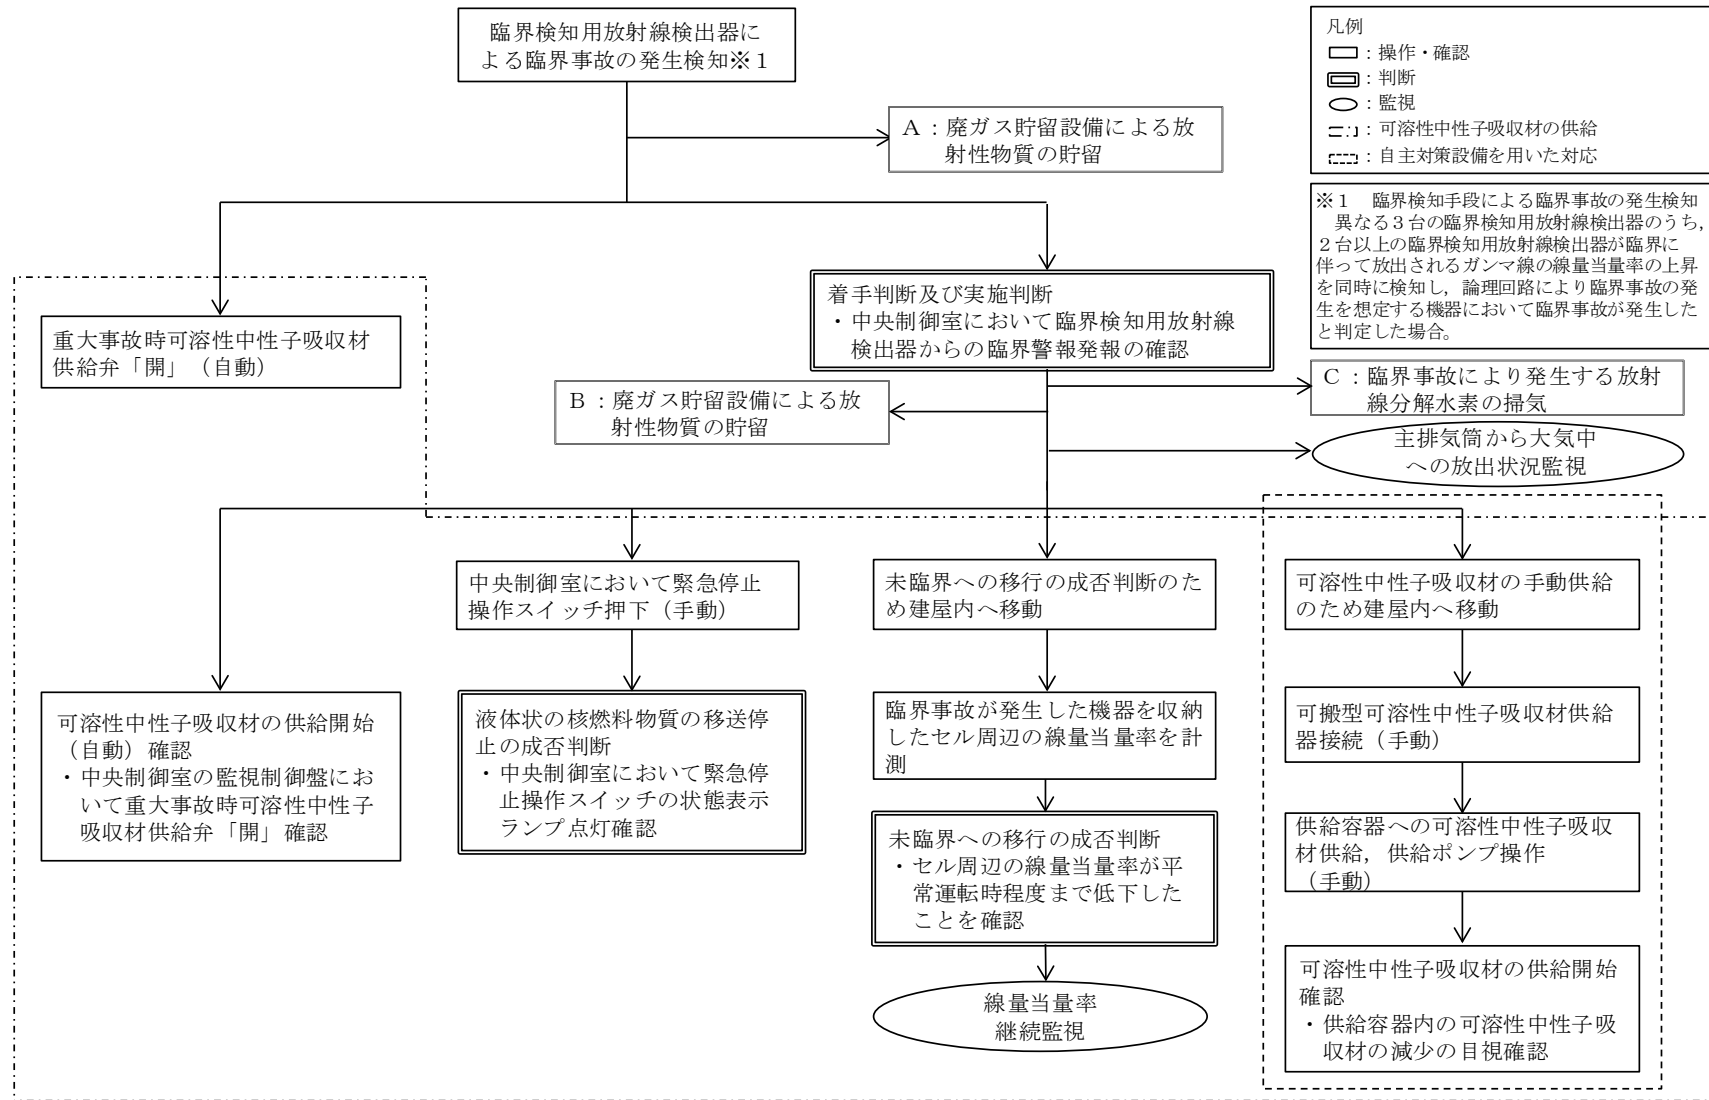 臨界検知用放射線検出器に
よる臨界事故の発生検知※１
凡例
：操作・確認
：判断
：監視
：可溶性中性子吸収材の供給
：自主対策設備を用いた対応
Ａ：廃ガス貯留設備による放
射性物質の貯留
※１　臨界検知手段による臨界事故の発生検知
異なる３台の臨界検知用放射線検出器のうち，
２台以上の臨界検知用放射線検出器が臨界に
伴って放出されるガンマ線の線量当量率の上昇
を同時に検知し，論理回路により臨界事故の発
生を想定する機器において臨界事故が発生した
と判定した場合。
着手判断及び実施判断
・中央制御室において臨界検知用放射線
検出器からの臨界警報発報の確認
重大事故時可溶性中性子吸収材
供給弁「開」（自動）
Ｂ：廃ガス貯留設備による放
射性物質の貯留
Ｃ：臨界事故により発生する放射
線分解水素の掃気
主排気筒から大気中
への放出状況監視
中央制御室において緊急停止
操作スイッチ押下（手動）
未臨界への移行の成否判断のた
め建屋内へ移動
可溶性中性子吸収材の手動供給
のため建屋内へ移動
可溶性中性子吸収材の供給開始
（自動）確認
・中央制御室の監視制御盤にお
いて重大事故時可溶性中性子
吸収材供給弁「開」確認
液体状の核燃料物質の移送停
止の成否判断
・中央制御室において緊急停
止操作スイッチの状態表示
ランプ点灯確認
臨界事故が発生した機器を収納
したセル周辺の線量当量率を計
測
可搬型可溶性中性子吸収材供給
器接続（手動）
未臨界への移行の成否判断
・セル周辺の線量当量率が平
常運転時程度まで低下した
ことを確認
供給容器への可溶性中性子吸収
材供給，供給ポンプ操作
（手動）
線量当量率
継続監視
可溶性中性子吸収材の供給開始
確認
・供給容器内の可溶性中性子吸
収材の減少の目視確認